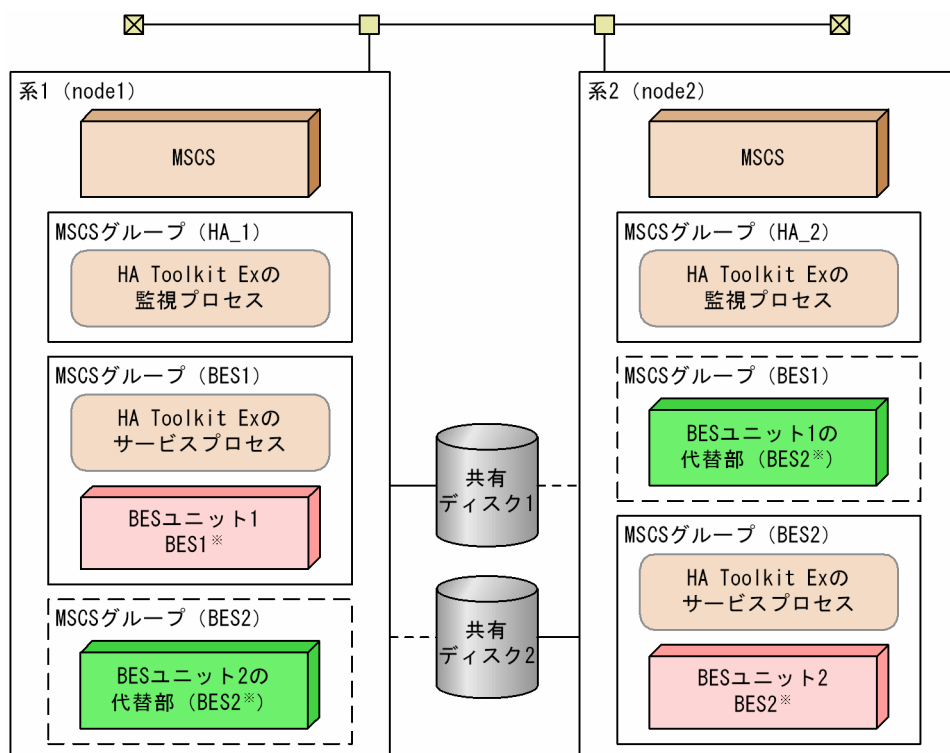 系1（node1）
MSCS
MSCSグループ（HA_1）
HA Toolkit Exの
監視プロセス
MSCSグループ（BES1）
HA Toolkit Exの
サービスプロセス
BESユニット1
BES1※
MSCSグループ（BES2）
BESユニット2の
代替部（BES2※）
共有
ディスク1
共有
ディスク2
系2（node2）
MSCS
MSCSグループ（HA_2）
HA Toolkit Exの
監視プロセス
MSCSグループ（BES1）
BESユニット1の
代替部（BES2※）
MSCSグループ（BES2）
HA Toolkit Exの
サービスプロセス
BESユニット2
BES2※